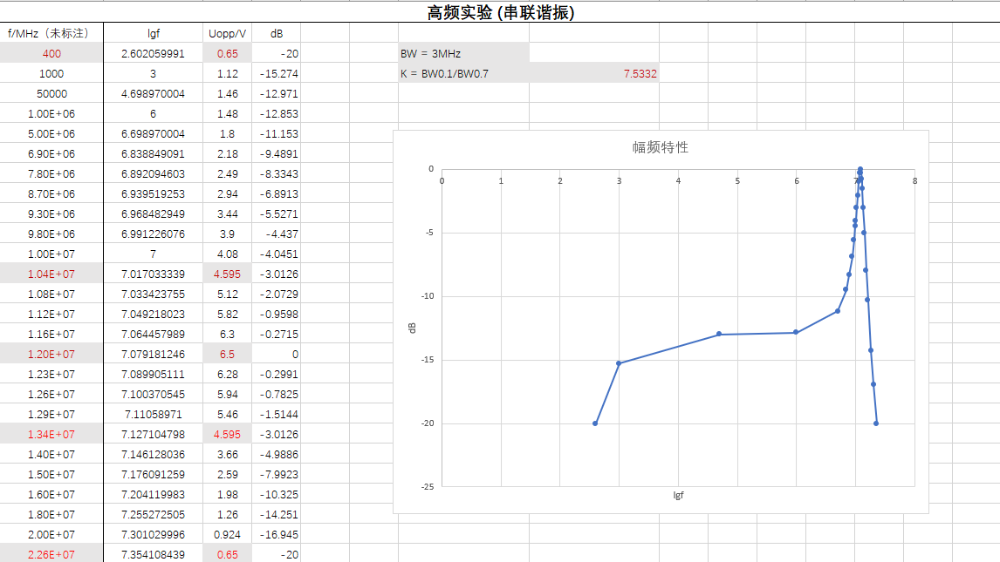 高频实验 (串联谐振)
f/MHz（未标注） lgf Uopp/V dB
400 2.602059991 0.65 -20 BW = 3MHz
1000 3 1.12 -15.274 K = BW0.1/BW0.7 7.5332
50000 4.698970004 1.46 -12.971
1.00E+06 6 1.48 -12.853
5.00E+06 6.698970004 1.8 -11.153
6.90E+06 6.838849091 2.18 -9.4891
7.80E+06 6.892094603 2.49 -8.3343
8.70E+06 6.939519253 2.94 -6.8913
9.30E+06 6.968482949 3.44 -5.5271
9.80E+06 6.991226076 3.9 -4.437
1.00E+07 7 4.08 -4.0451
1.04E+07 7.017033339 4.595 -3.0126
1.08E+07 7.033423755 5.12 -2.0729
1.12E+07 7.049218023 5.82 -0.9598
1.16E+07 7.064457989 6.3 -0.2715
1.20E+07 7.079181246 6.5 0
1.23E+07 7.089905111 6.28 -0.2991
1.26E+07 7.100370545 5.94 -0.7825
1.29E+07 7.11058971 5.46 -1.5144
1.34E+07 7.127104798 4.595 -3.0126
1.40E+07 7.146128036 3.66 -4.9886
1.50E+07 7.176091259 2.59 -7.9923
1.60E+07 7.204119983 1.98 -10.325
1.80E+07 7.255272505 1.26 -14.251
2.00E+07 7.301029996 0.924 -16.945
2.26E+07 7.354108439 0.65 -20
幅频特性
0
0 1 2 3 4 5 6 7 8
-5
-10
dB
-15
-20
-25
lgf